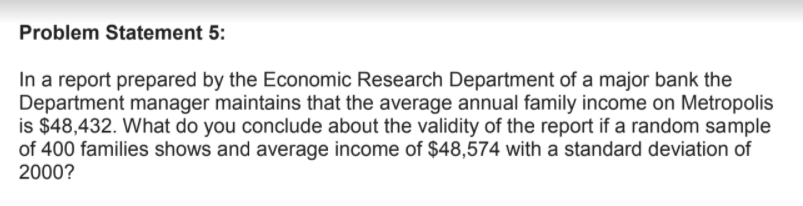 Problem Statement 5:
In a report prepared by the Economic Research Department of a major bank the
Department manager maintains that the average annual family income on Metropolis
is $48,432. What do you conclude about the validity of the report if a random sample
of 400 families shows and average income of $48,574 with a standard deviation of
2000?